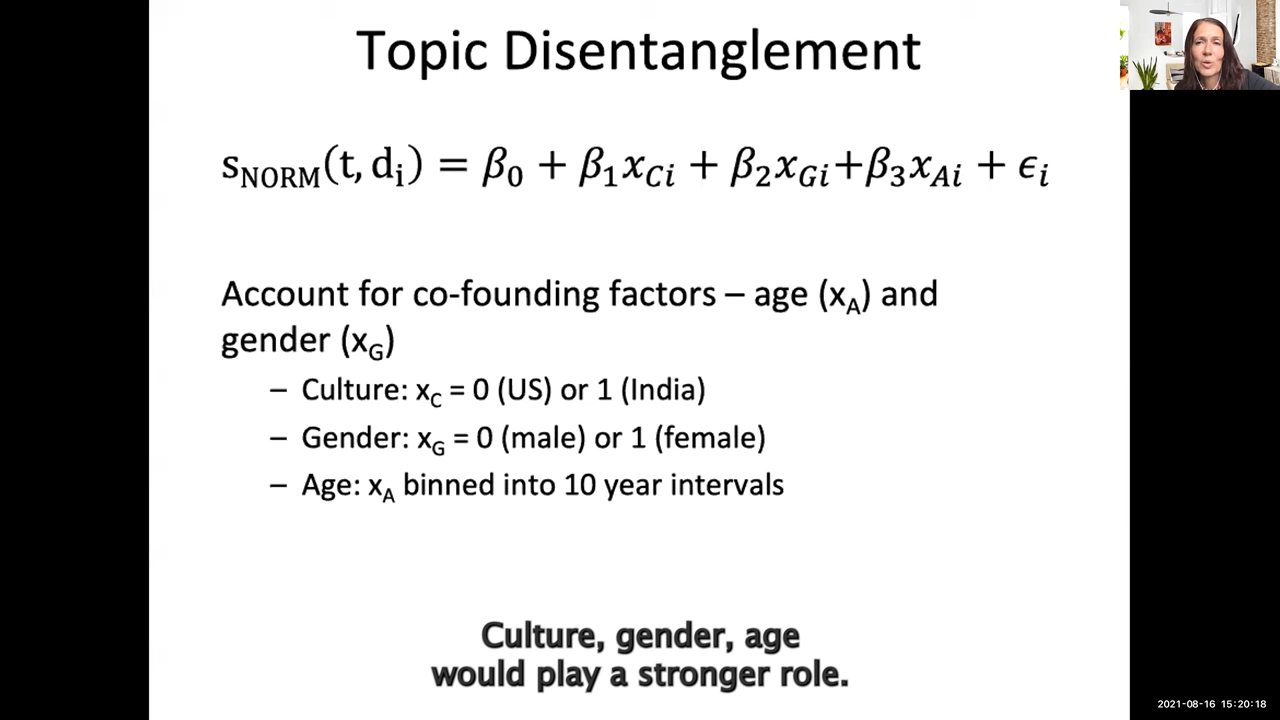 Topic Disentanglement
s_NORM(t, d_i) = β_0 + β_1x_Ci + β_2x_Gi+β_3x_Ai + ϵ_i
Account for co-founding factors – age (x_A) and
gender (x_G)
– Culture: x_C = 0 (US) or 1 (India)
– Gender: x_G = 0 (male) or 1 (female)
– Age: x_A binned into 10 year intervals
Culture, gender, age
would play a stronger role.
2021-08-16 15:20:18